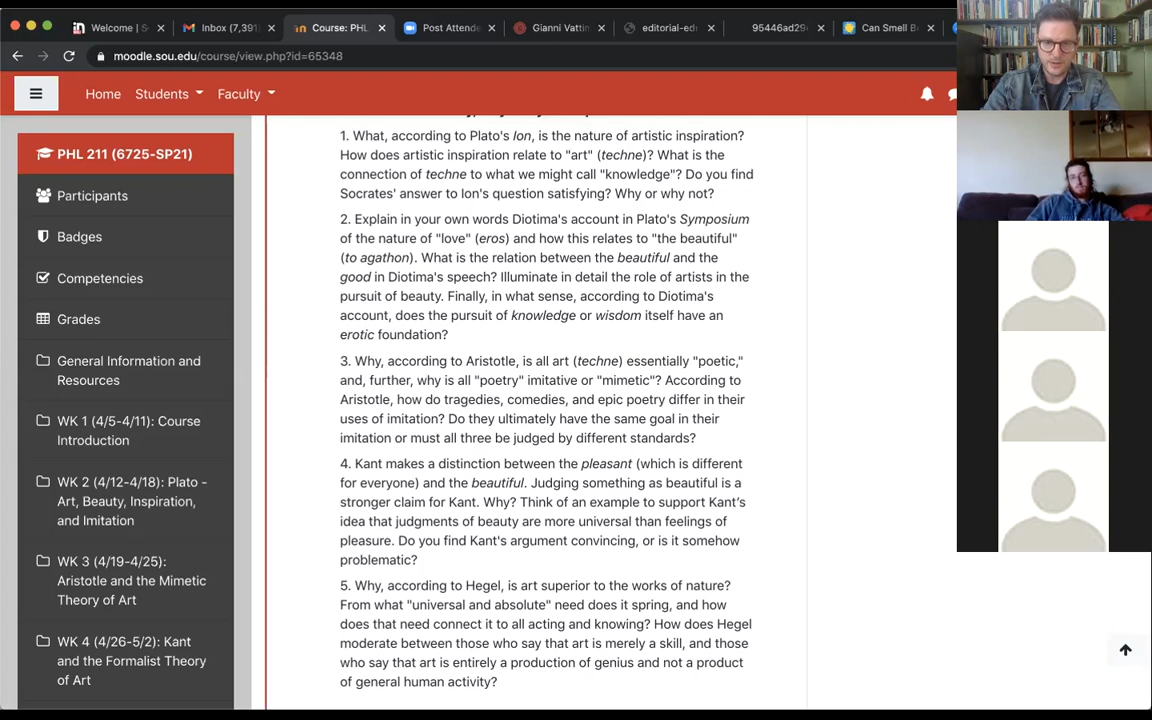 Welcome | S
Inbox (7,391
Course: PHL
Post Attende
Gianni Vattin
editorial-edi
95446ad29
Can Smell B
moodle.sou.edu/course/view.php?id=65348
Home Students Faculty
PHL 211 (6725-SP21)
Participants
Badges
Competencies
Grades
General Information and
Resources
WK 1 (4/5-4/11): Course
Introduction
WK 2 (4/12-4/18): Plato -
Art, Beauty, Inspiration,
and Imitation
WK 3 (4/19-4/25):
Aristotle and the Mimetic
Theory of Art
WK 4 (4/26-5/2): Kant
and the Formalist Theory
of Art
1. What, according to Plato's Ion, is the nature of artistic inspiration?
How does artistic inspiration relate to "art" (techne)? What is the
connection of techne to what we might call "knowledge"? Do you find
Socrates' answer to Ion's question satisfying? Why or why not?
2. Explain in your own words Diotima's account in Plato's Symposium
of the nature of "love" (eros) and how this relates to "the beautiful"
(to agathon). What is the relation between the beautiful and the
good in Diotima's speech? Illuminate in detail the role of artists in the
pursuit of beauty. Finally, in what sense, according to Diotima's
account, does the pursuit of knowledge or wisdom itself have an
erotic foundation?
3. Why, according to Aristotle, is all art (techne) essentially "poetic,"
and, further, why is all "poetry" imitative or "mimetic"? According to
Aristotle, how do tragedies, comedies, and epic poetry differ in their
uses of imitation? Do they ultimately have the same goal in their
imitation or must all three be judged by different standards?
4. Kant makes a distinction between the pleasant (which is different
for everyone) and the beautiful. Judging something as beautiful is a
stronger claim for Kant. Why? Think of an example to support Kant's
idea that judgments of beauty are more universal than feelings of
pleasure. Do you find Kant's argument convincing, or is it somehow
problematic?
5. Why, according to Hegel, is art superior to the works of nature?
From what "universal and absolute" need does it spring, and how
does that need connect it to all acting and knowing? How does Hegel
moderate between those who say that art is merely a skill, and those
who say that art is entirely a production of genius and not a product
of general human activity?